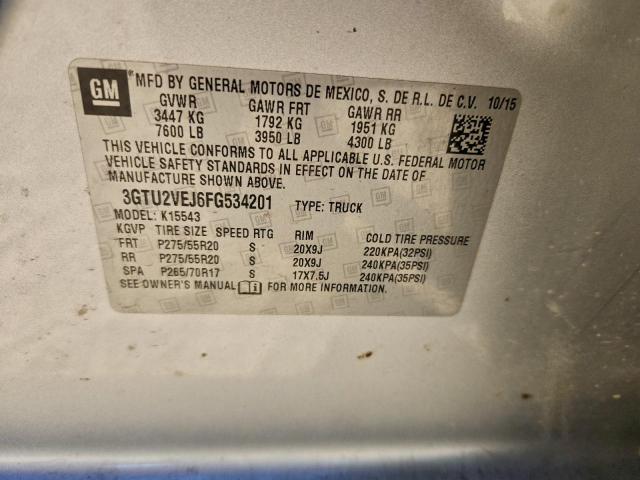 GM MFD BY GENERAL MOTORS DE MEXICO, S. DE R.L. DE C.V. 10/15
GVWR GAWR FRT GAWR RR
3447 KG 1792 KG 1951 KG
7600 LB 3950 LB 4300 LB
THIS VEHICLE CONFORMS TO ALL APPLICABLE U.S. FEDERAL MOTOR
VEHICLE SAFETY STANDARDS IN EFFECT ON THE DATE OF
MANUFACTURE SHOWN ABOVE.
3GTU2VEJ6FG534201 TYPE: TRUCK
MODEL: K15543
KGVP TIRE SIZE SPEED RTG RIM COLD TIRE PRESSURE
FRT P275/55R20 S 20X9J 220KPA(32PSI)
RR P275/55R20 S 20X9J 240KPA(35PSI)
SPA P265/70R17 S 17X7.5J 240KPA(35PSI)
SEE OWNER'S MANUAL FOR MORE INFORMATION.